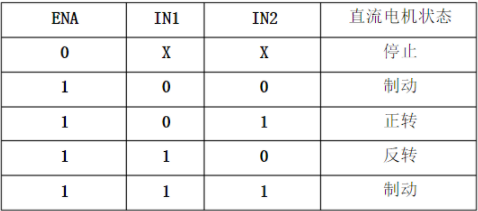 ENA IN1 IN2 直流电机状态
0 X X 停止
1 0 0 制动
1 0 1 正转
1 1 0 反转
1 1 1 制动